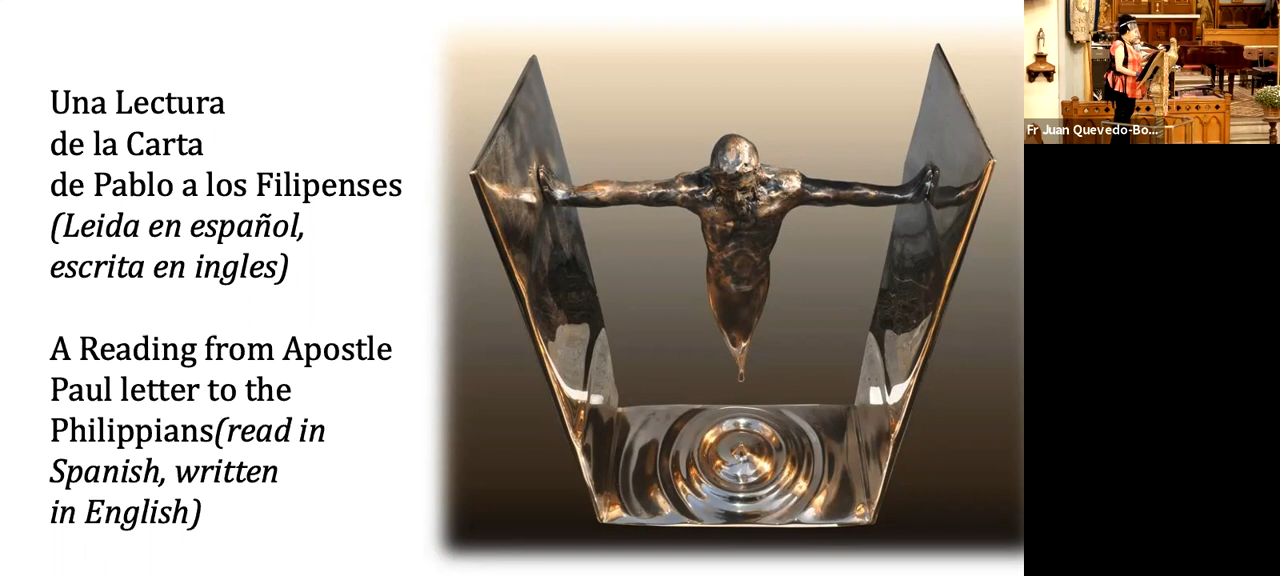 Una Lectura
de la Carta
de Pablo a los Filipenses
(Leida en español,
escrita en ingles)
A Reading from Apostle
Paul letter to the
Philippians(read in
Spanish, written
in English)
Fr Juan Quevedo-Bo...